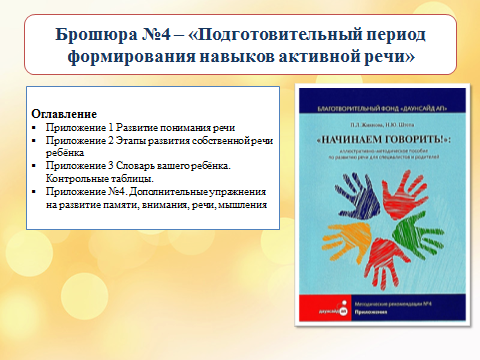 Брошюра №4 – «Подготовительный период
формирования навыков активной речи»
Оглавление
▪ Приложение 1 Развитие понимания речи
▪ Приложение 2 Этапы развития собственной речи
ребёнка
▪ Приложение 3 Словарь вашего ребёнка.
Контрольные таблицы.
▪ Приложение №4. Дополнительные упражнения
на развитие памяти, внимания, речи, мышления
БЛАГОТВОРИТЕЛЬНЫЙ ФОНД «ДАУНСАЙД АП»
П.Л. Жиянова, Н.Ю. Шпота
«НАЧИНАЕМ ГОВОРИТЬ!»:
иллюстративно-методическое пособие
по развитию речи для специалистов и родителей
даунсайд ап
Методические рекомендации №4
Приложения